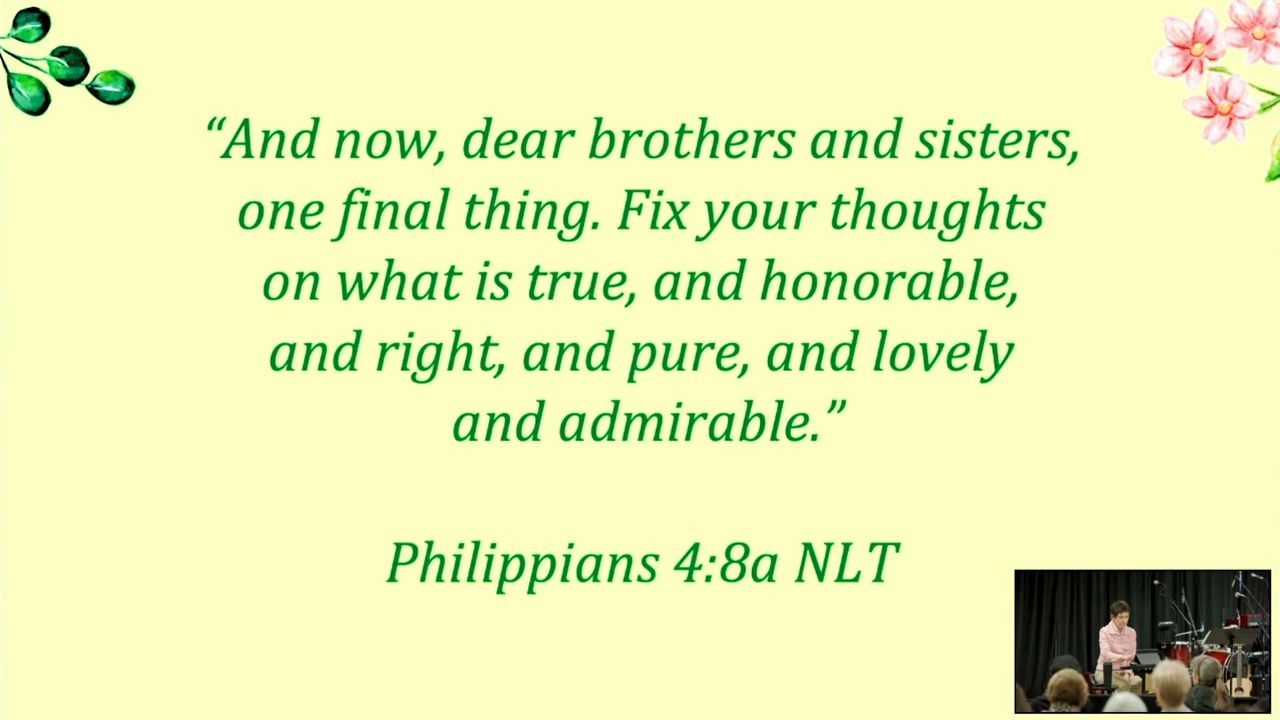 “And now, dear brothers and sisters,
one final thing. Fix your thoughts
on what is true, and honorable,
and right, and pure, and lovely
and admirable.”
Philippians 4:8a NLT